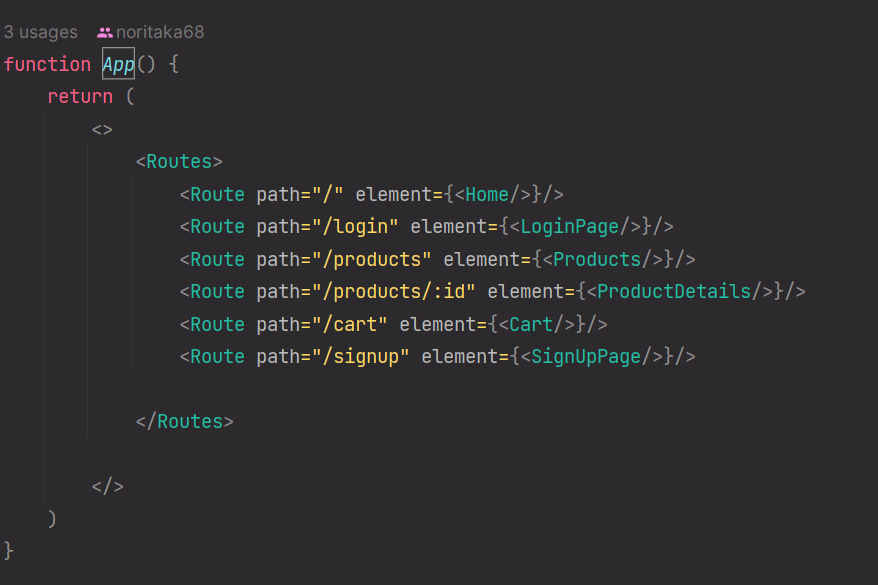 3 usages noritaka68
function App() {
    return (
        <>
            <Routes>
                <Route path="/" element={<Home/>}/>
                <Route path="/login" element={<LoginPage/>}/>
                <Route path="/products" element={<Products/>}/>
                <Route path="/products/:id" element={<ProductDetails/>}/>
                <Route path="/cart" element={<Cart/>}/>
                <Route path="/signup" element={<SignUpPage/>}/>
            </Routes>
        </>
    )
}